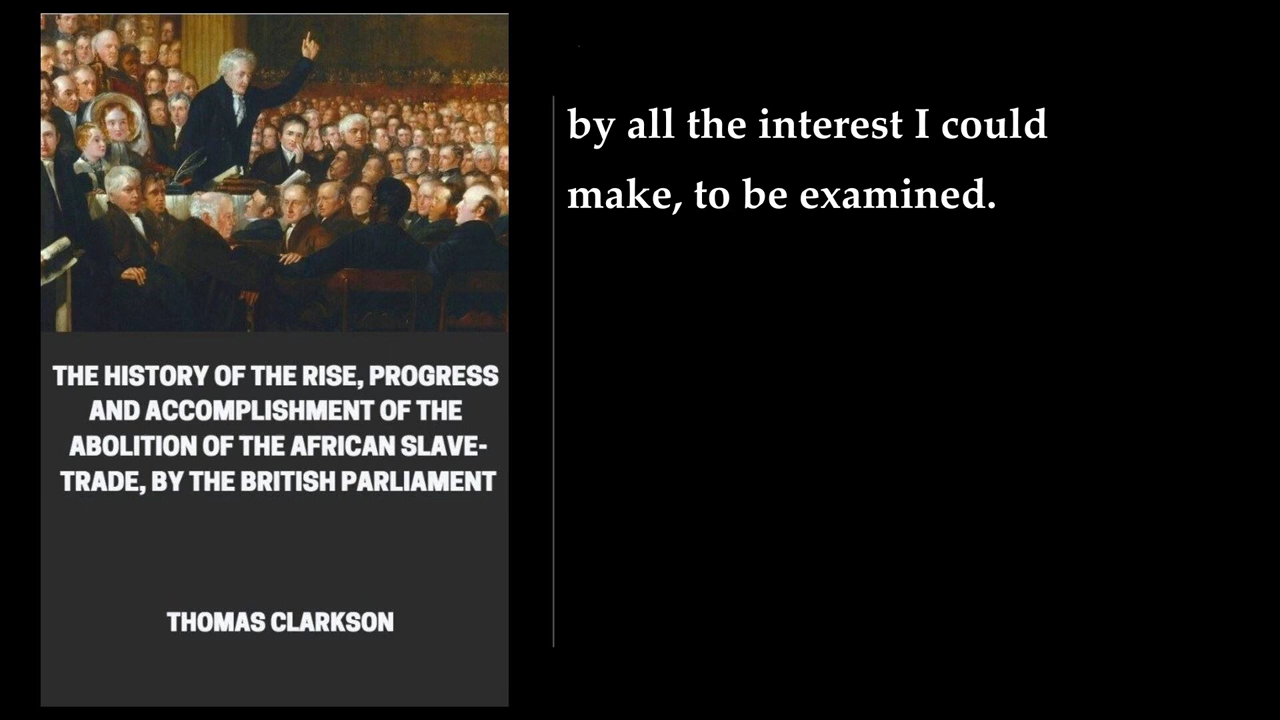 THE HISTORY OF THE RISE, PROGRESS
AND ACCOMPLISHMENT OF THE
ABOLITION OF THE AFRICAN SLAVE-
TRADE, BY THE BRITISH PARLIAMENT
THOMAS CLARKSON
by all the interest I could
make, to be examined.